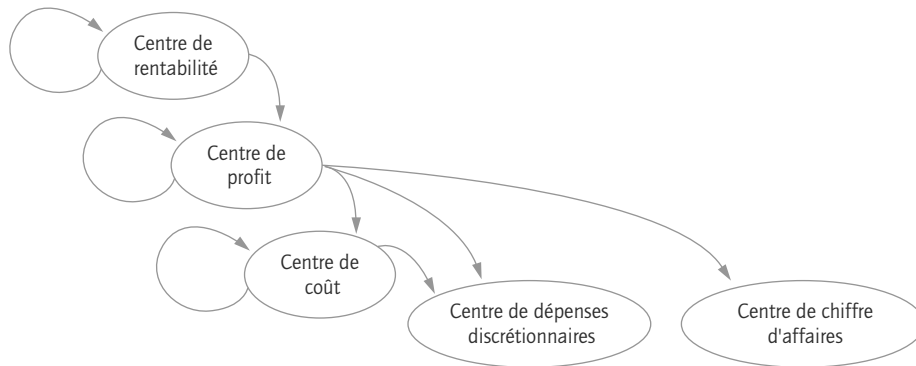 Centre de
rentabilité
Centre de
profit
Centre de
coût
Centre de dépenses
discrétionnaires
Centre de chiffre
d'affaires